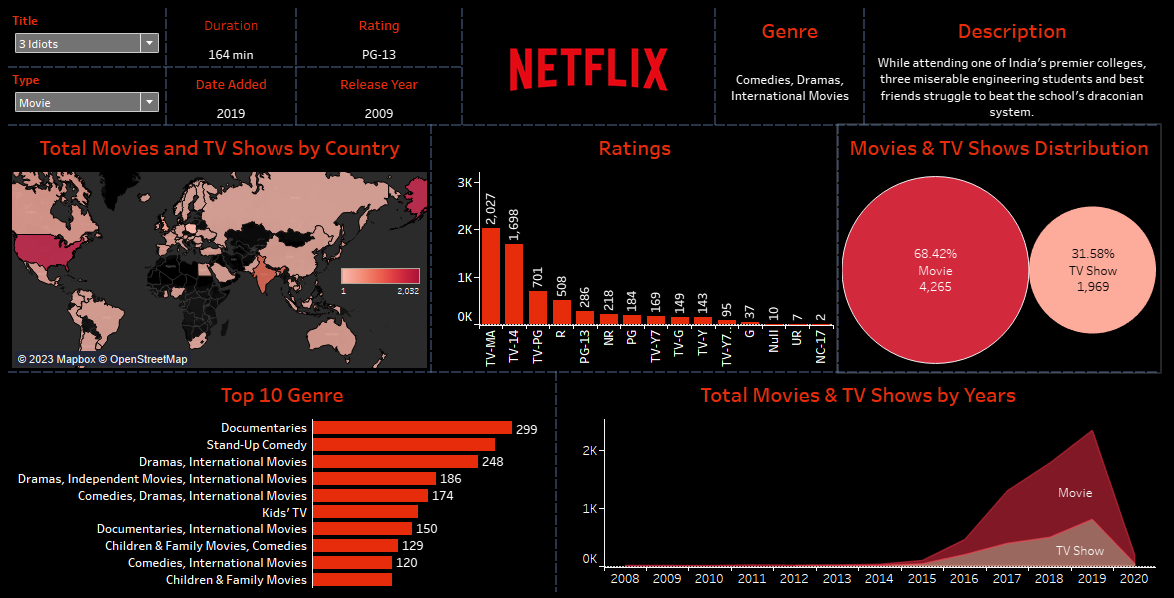 Title
3 Idiots
Type
Movie
Duration
164 min
Rating
PG-13
Date Added
2019
Release Year
2009
NETFLIX
Genre
Comedies, Dramas,
International Movies
Description
While attending one of India's premier colleges,
three miserable engineering students and best
friends struggle to beat the school's draconian
system.
Total Movies and TV Shows by Country
1
2,032
© 2023 Mapbox © OpenStreetMap
Ratings
3K
2K
1K
0K
2,027
1,698
701
508
286
218
184
169
149
143
95
37
10
7
2
TV-MA
TV-14
TV-PG
R
PG-13
NR
PG
TV-Y7
TV-G
TV-Y
TV-Y7..
G
Null
UR
NC-17
Movies & TV Shows Distribution
68.42%
Movie
4,265
31.58%
TV Show
1,969
Top 10 Genre
Documentaries 299
Stand-Up Comedy
Dramas, International Movies 248
Dramas, Independent Movies, International Movies 186
Comedies, Dramas, International Movies 174
Kids' TV
Documentaries, International Movies 150
Children & Family Movies, Comedies 129
Comedies, International Movies 120
Children & Family Movies
Total Movies & TV Shows by Years
2K
1K
0K
Movie
TV Show
2008 2009 2010 2011 2012 2013 2014 2015 2016 2017 2018 2019 2020